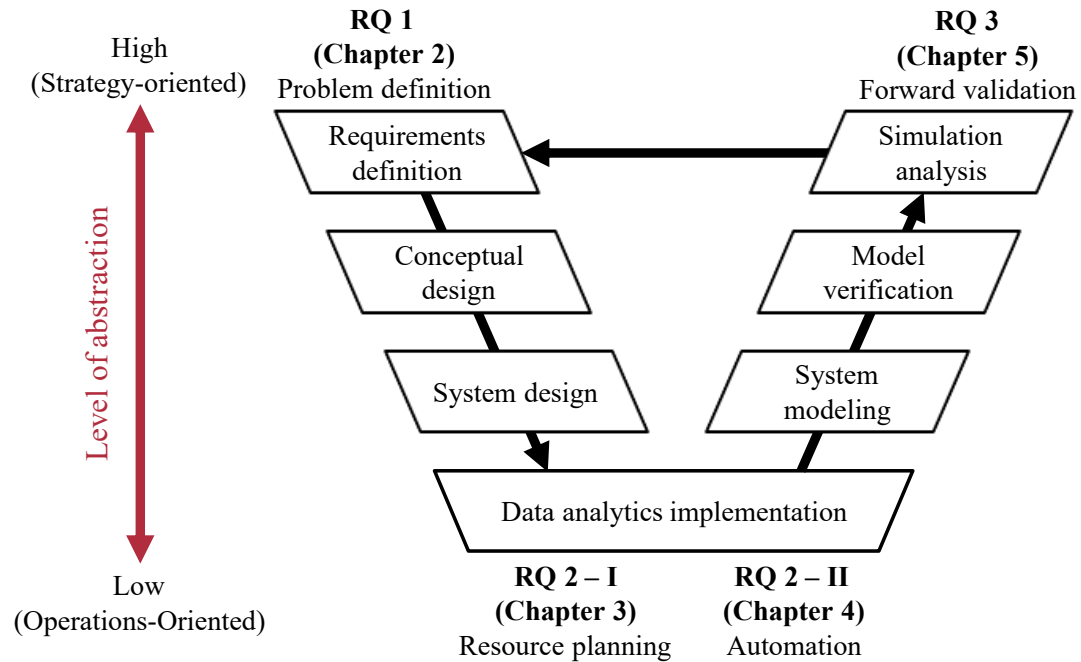 RQ 1
(Chapter 2)
Problem definition
RQ 3
(Chapter 5)
Forward validation
High
(Strategy-oriented)
Level of abstraction
Low
(Operations-Oriented)
Requirements
definition
Simulation
analysis
Conceptual
design
Model
verification
System design
System
modeling
Data analytics implementation
RQ 2 – I
(Chapter 3)
Resource planning
RQ 2 – II
(Chapter 4)
Automation